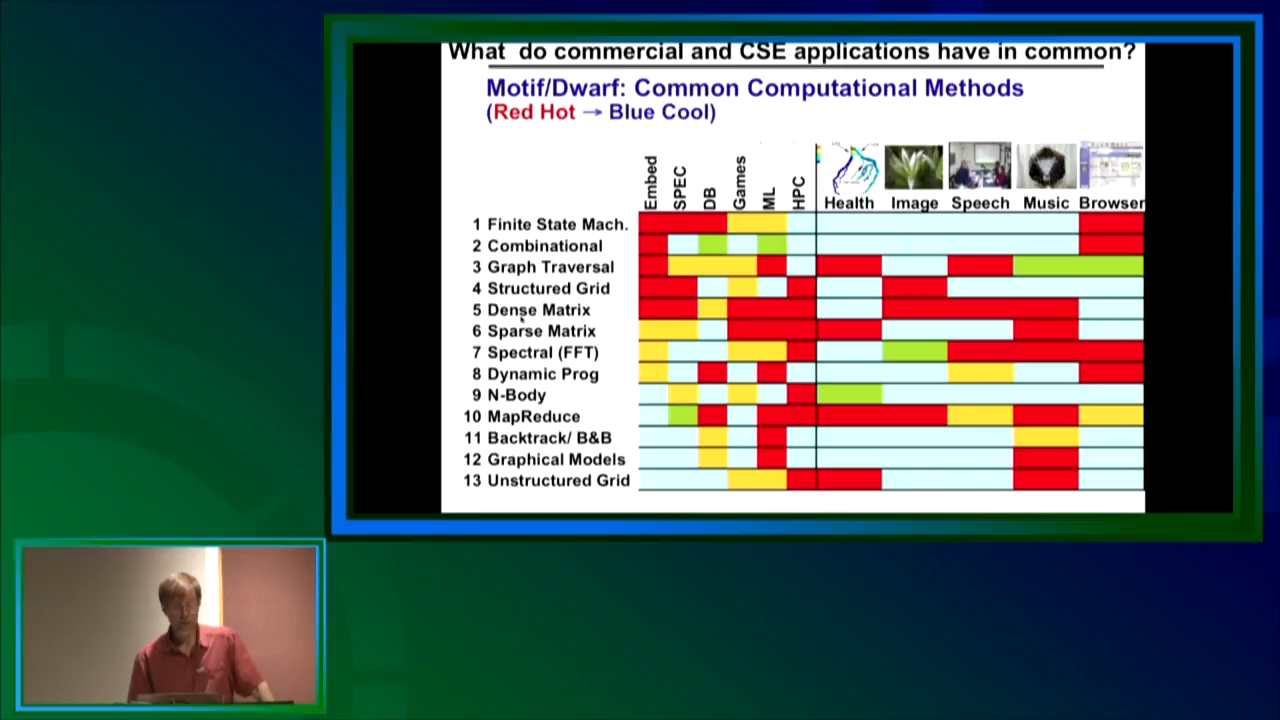 What do commercial and CSE applications have in common?
Motif/Dwarf: Common Computational Methods
(Red Hot → Blue Cool)
Embed SPEC DB Games ML HPC Health Image Speech Music Browser
1 Finite State Mach.
2 Combinational
3 Graph Traversal
4 Structured Grid
5 Dense Matrix
6 Sparse Matrix
7 Spectral (FFT)
8 Dynamic Prog
9 N-Body
10 MapReduce
11 Backtrack/ B&B
12 Graphical Models
13 Unstructured Grid